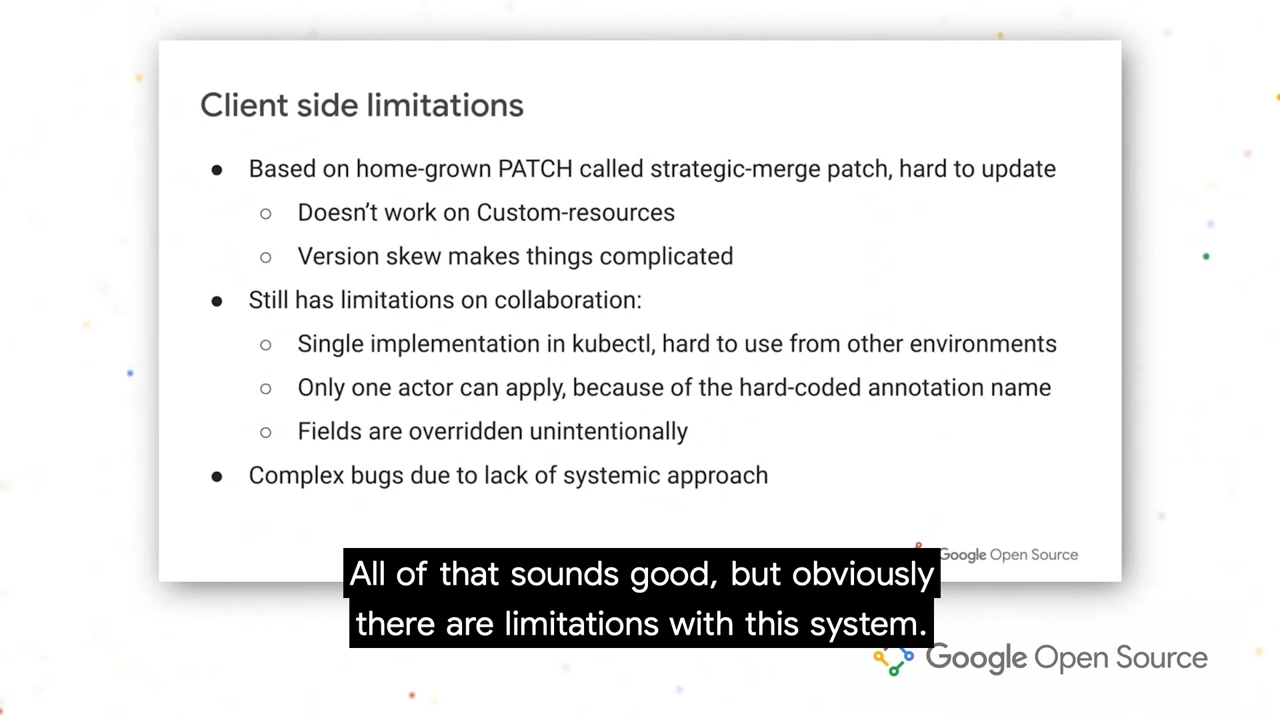 Client side limitations
● Based on home-grown PATCH called strategic-merge patch, hard to update
○ Doesn’t work on Custom-resources
○ Version skew makes things complicated
● Still has limitations on collaboration:
○ Single implementation in kubectl, hard to use from other environments
○ Only one actor can apply, because of the hard-coded annotation name
○ Fields are overridden unintentionally
● Complex bugs due to lack of systemic approach
Google Open Source
All of that sounds good, but obviously
there are limitations with this system.
Google Open Source